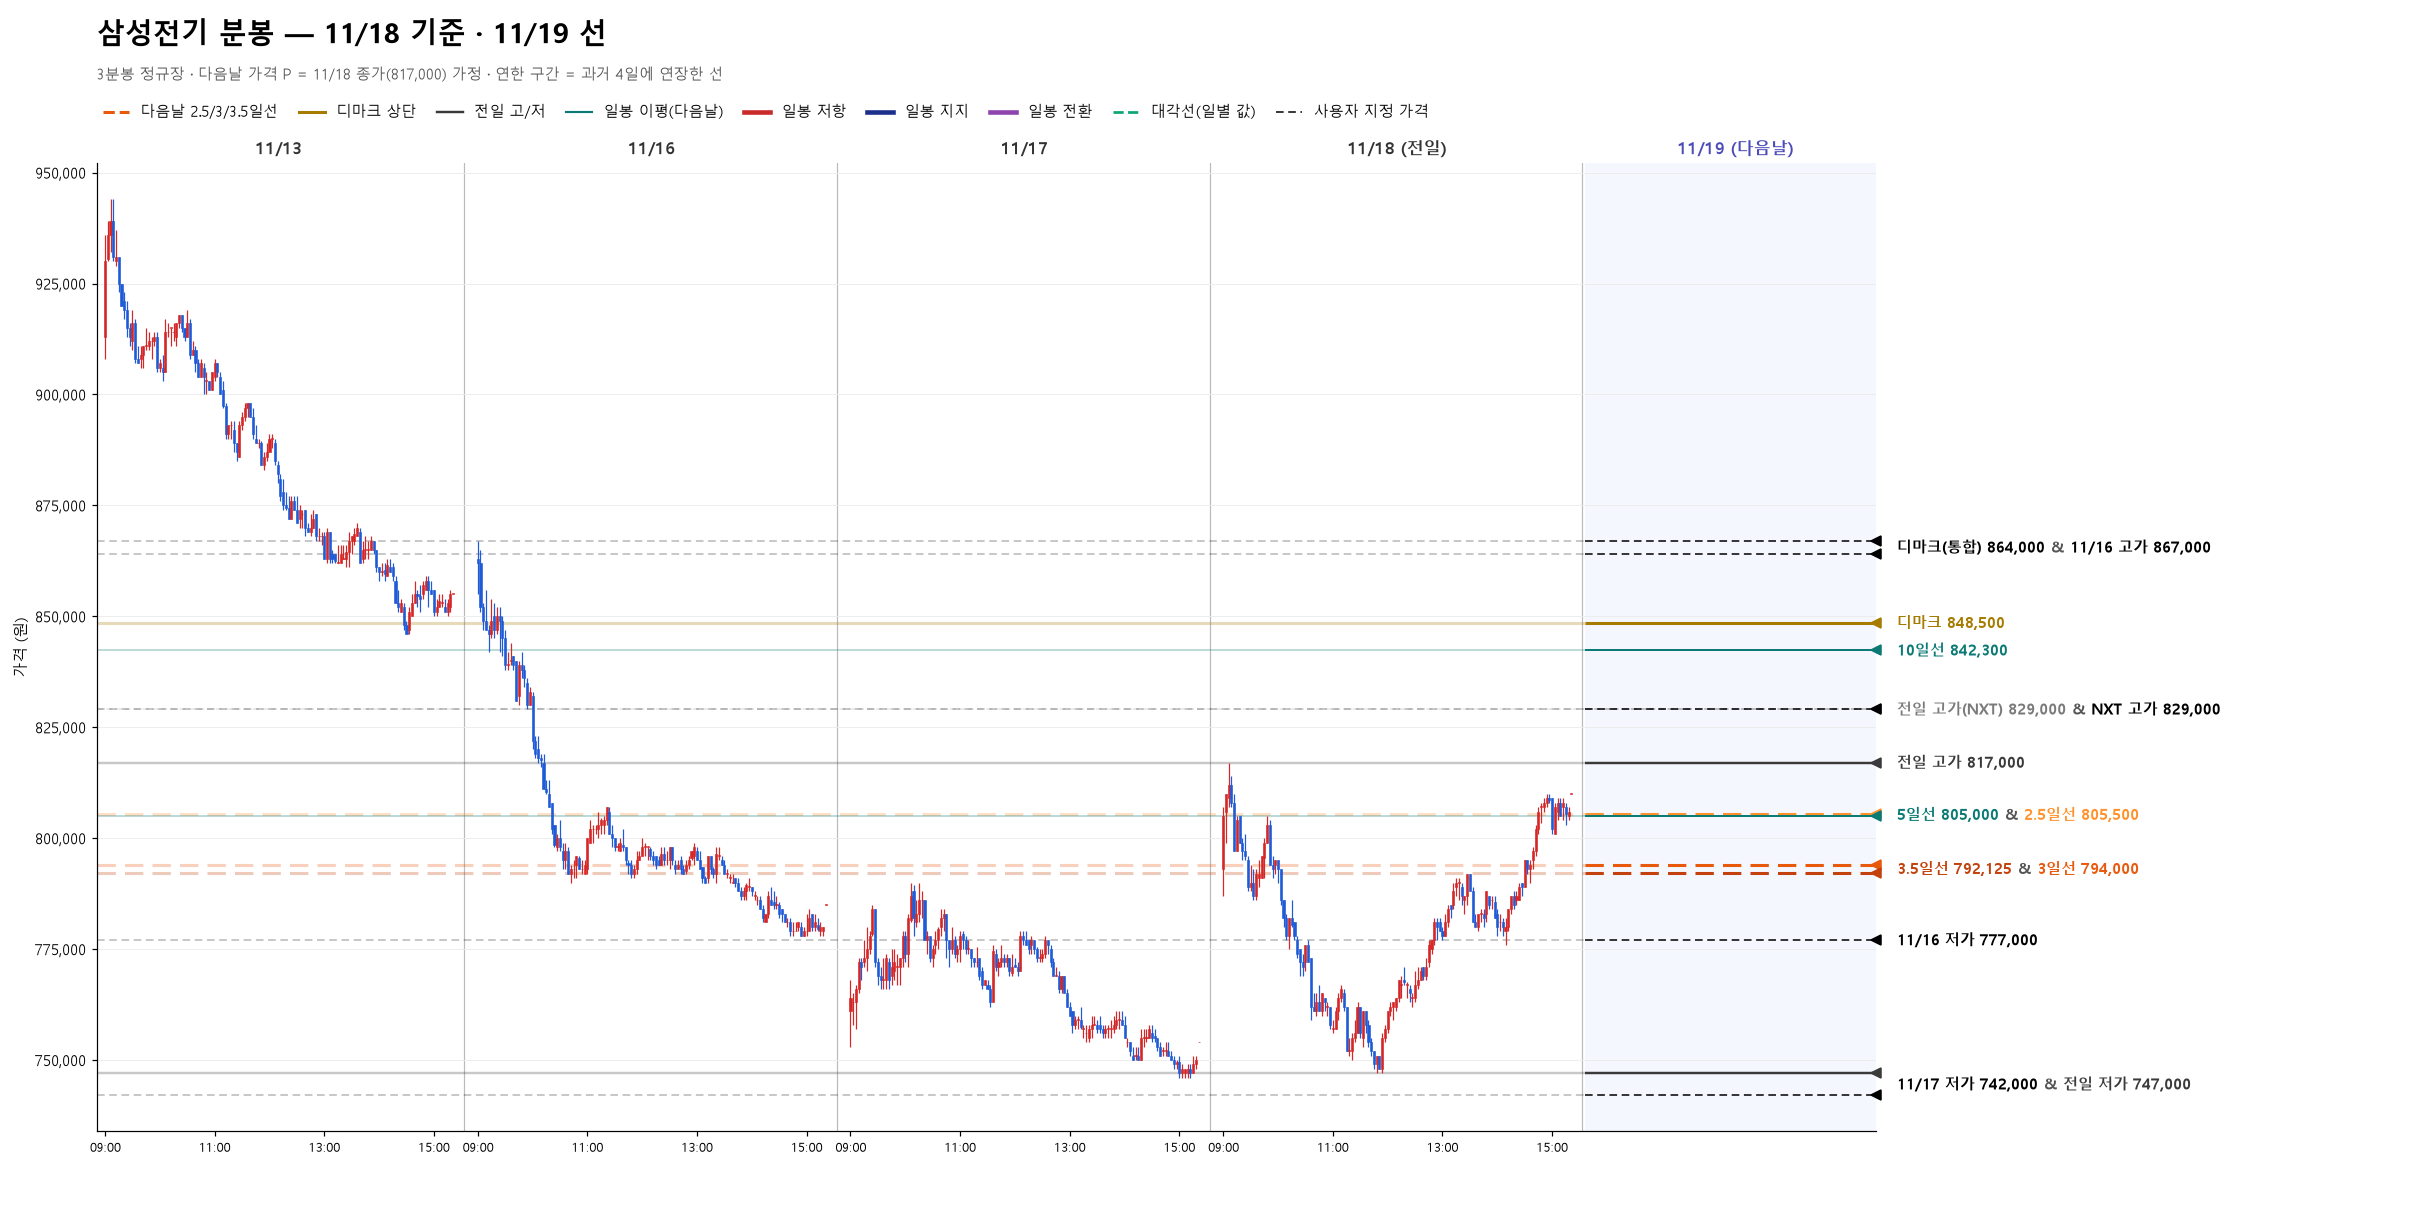 삼성전기 분봉 — 11/18 기준 · 11/19 선
3분봉 정규장 · 다음날 가격 P = 11/18 종가(817,000) 가정 · 연한 구간 = 과거 4일에 연장한 선
다음날 2.5/3/3.5일선 디마크 상단 전일 고/저 일봉 이평(다음날) 일봉 저항 일봉 지지 일봉 전환 대각선(일별 값) 사용자 지정 가격
11/13 11/16 11/17 11/18 (전일) 11/19 (다음날)
950,000
925,000
900,000
875,000
디마크(통합) 864,000 & 11/16 고가 867,000
850,000
디마크 848,500
10일선 842,300
가격 (원)
전일 고가(NXT) 829,000 & NXT 고가 829,000
825,000
전일 고가 817,000
5일선 805,000 & 2.5일선 805,500
800,000
3.5일선 792,125 & 3일선 794,000
11/16 저가 777,000
775,000
750,000
11/17 저가 742,000 & 전일 저가 747,000
09:00 11:00 13:00 15:00 09:00 11:00 13:00 15:00 09:00 11:00 13:00 15:00 09:00 11:00 13:00 15:00